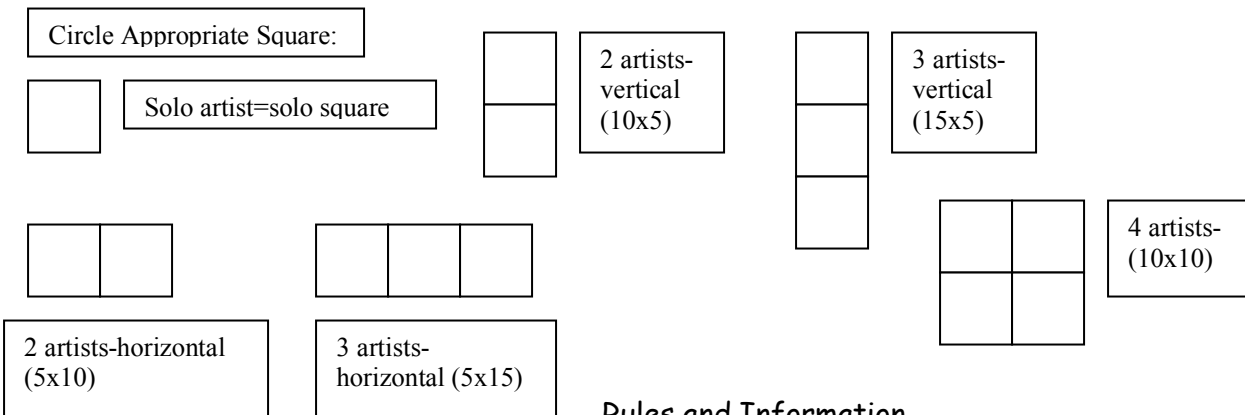 Circle Appropriate Square:
Solo artist=solo square
2 artists-
vertical
(10x5)
3 artists-
vertical
(15x5)
4 artists-
(10x10)
2 artists-horizontal
(5x10)
3 artists-
horizontal (5x15)
Rules and Information